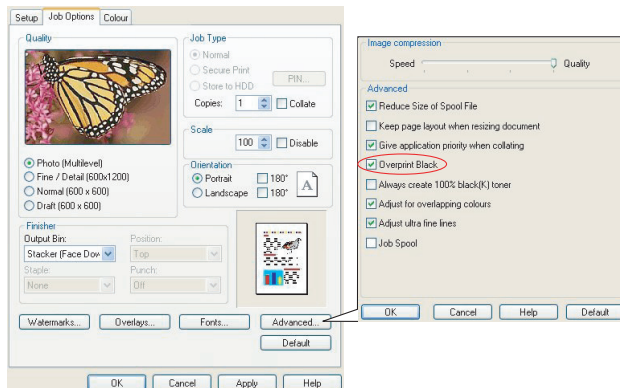 Setup Job Options Colour
Quality
Photo (Multilevel)
Fine / Detail (600x1200)
Normal (600 x 600)
Draft (600 x 600)
Job Type
Normal
Secure Print
Store to HDD
PIN...
Copies: 1 Collate
Scale
100 Disable
Orientation
Portrait 180°
Landscape 180°
A
Finisher
Output Bin: Position:
Stacker (Face Dow Top
Staple: Punch:
None Off
Watermarks... Overlays... Fonts... Advanced...
Default
OK Cancel Apply Help
Image compression
Speed Quality
Advanced
Reduce Size of Spool File
Keep page layout when resizing document
Give application priority when collating
Overprint Black
Always create 100% black(K) toner
Adjust for overlapping colours
Adjust ultra fine lines
Job Spool
OK Cancel Help Default